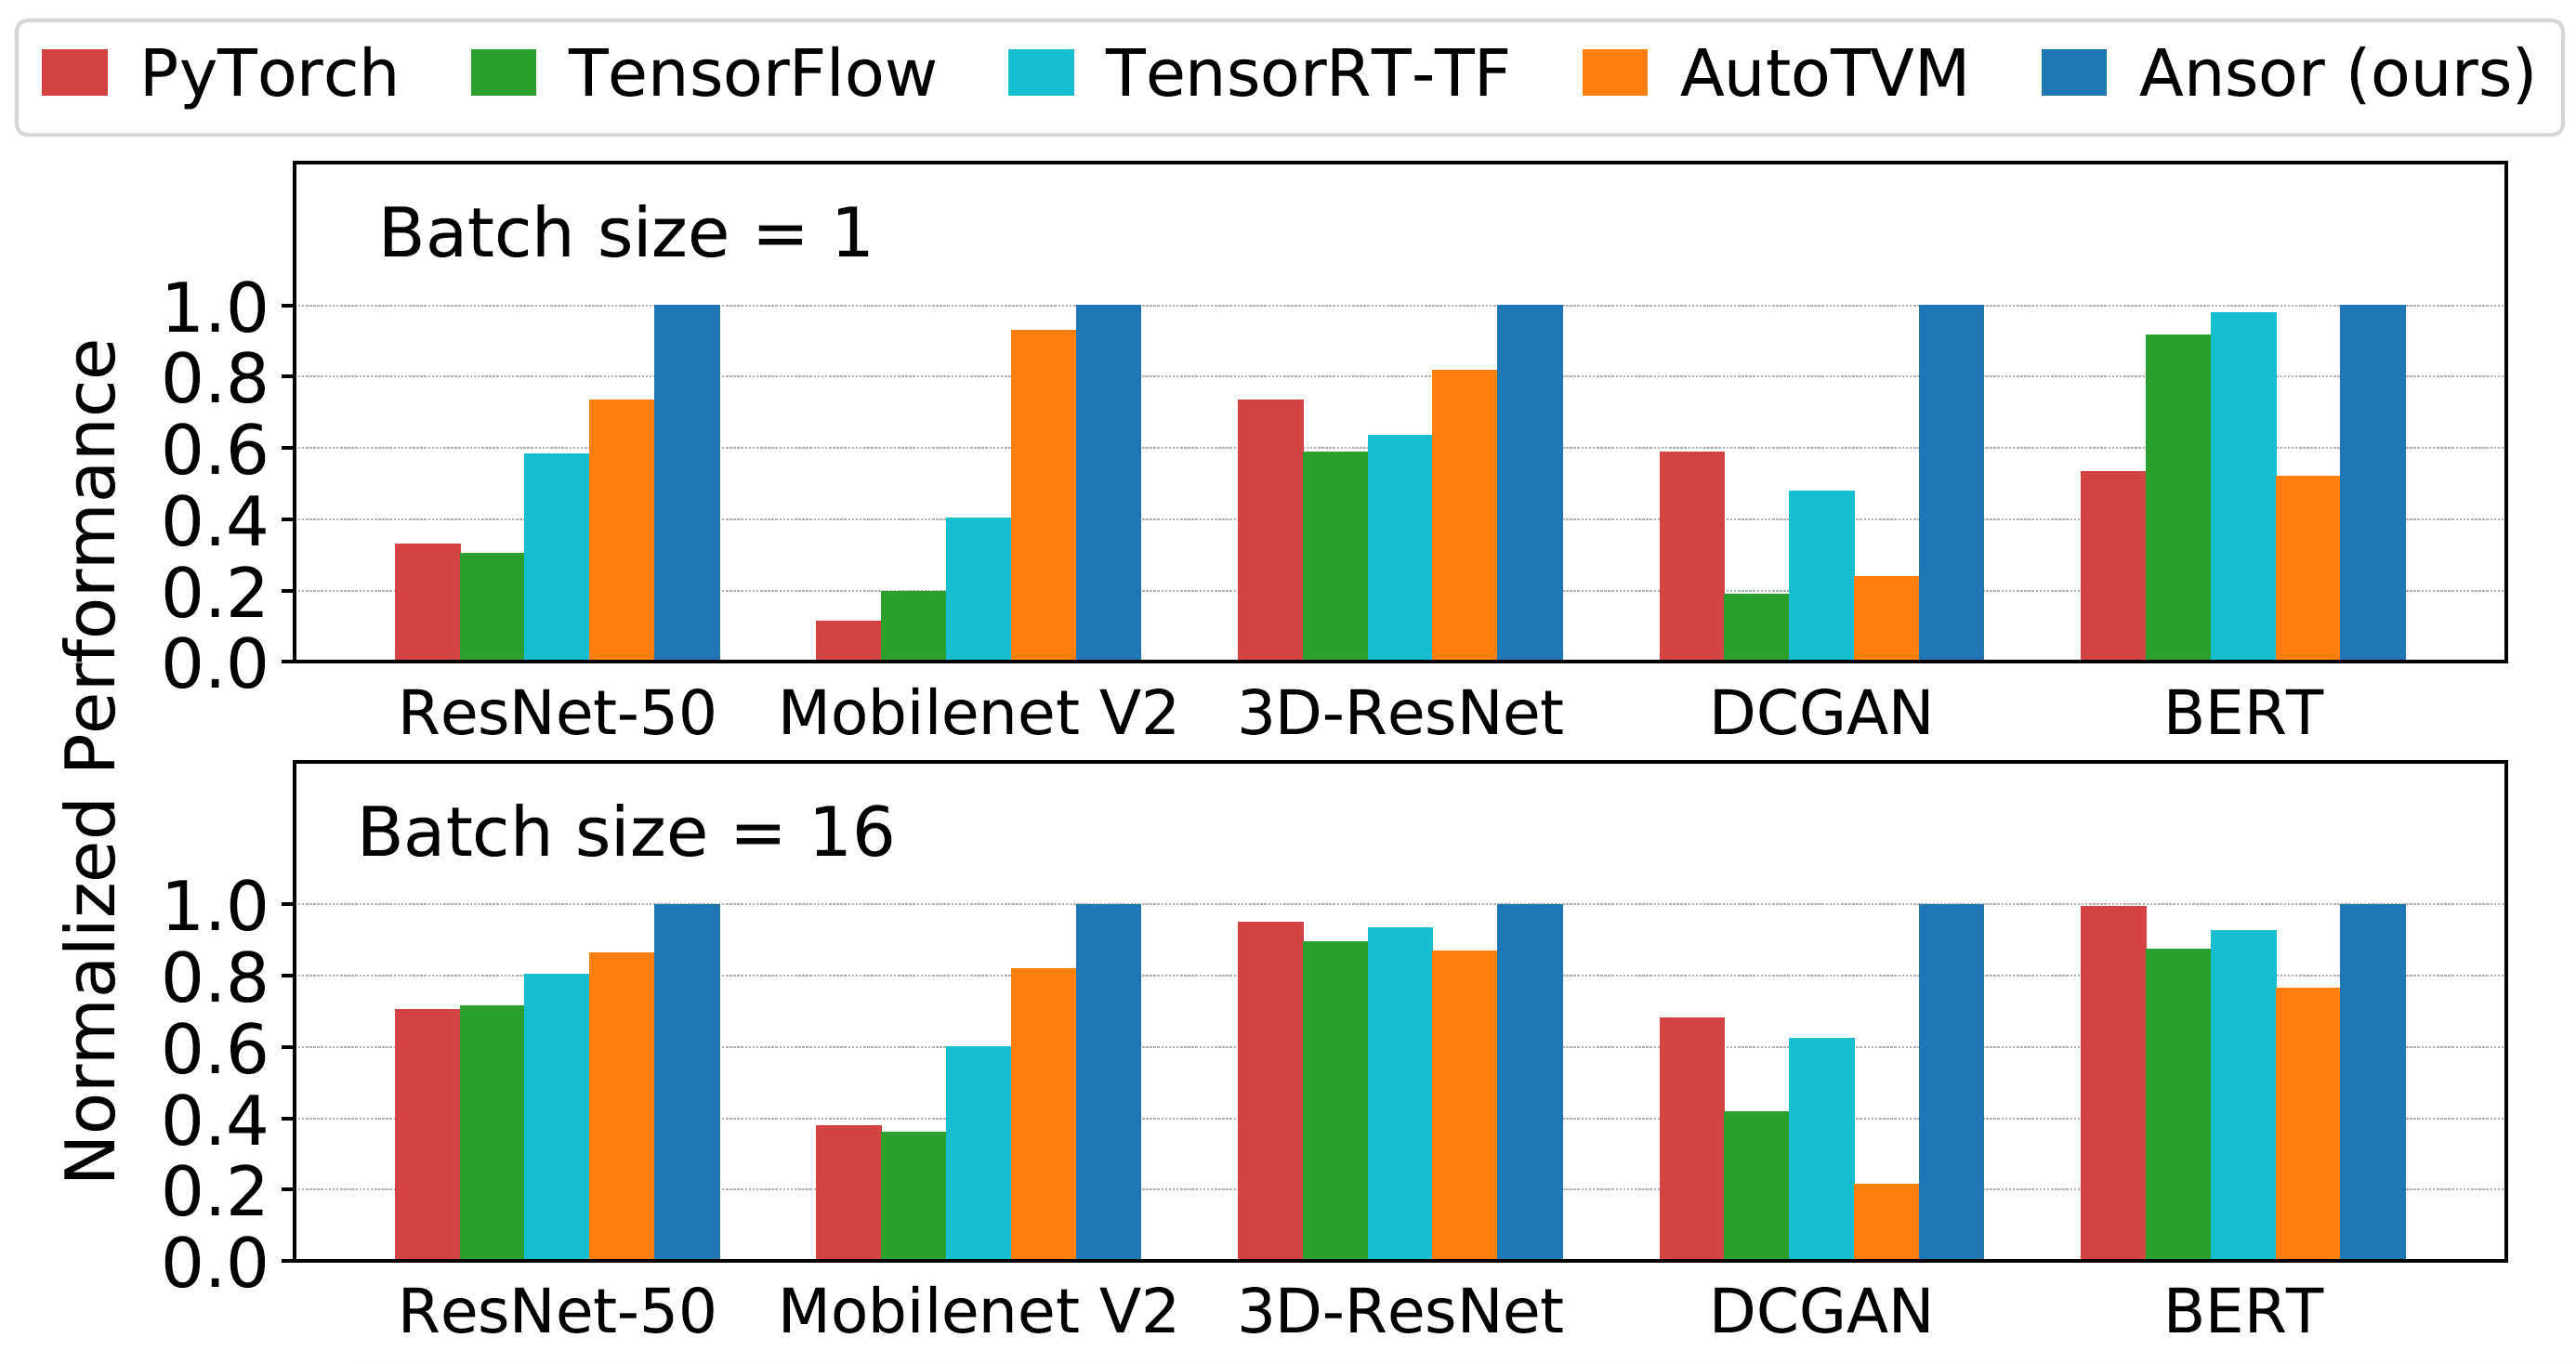 PyTorch TensorFlow TensorRT-TF AutoTVM Ansor (ours)
Normalized Performance
Batch size = 1
1.0
0.8
0.6
0.4
0.2
0.0
ResNet-50 Mobilenet V2 3D-ResNet DCGAN BERT
Batch size = 16
1.0
0.8
0.6
0.4
0.2
0.0
ResNet-50 Mobilenet V2 3D-ResNet DCGAN BERT